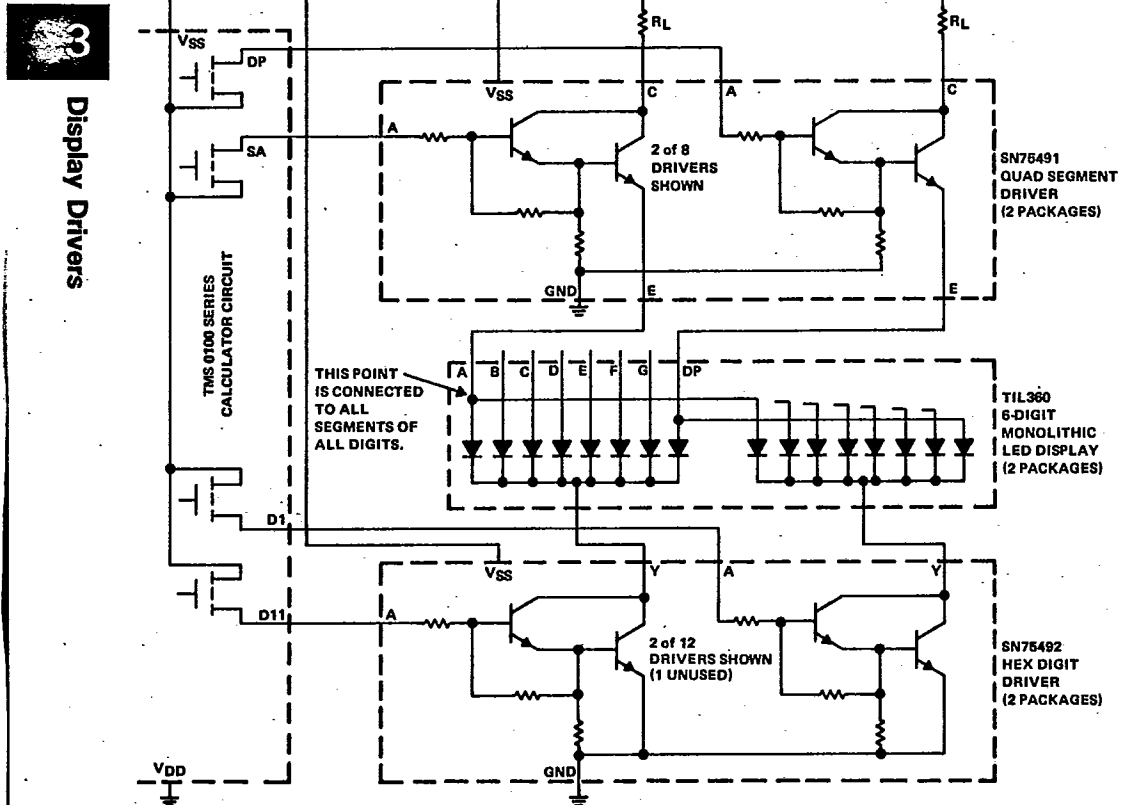 3
Display Drivers
RL
RL
VSS
DP
SA
TMS 0100 SERIES
CALCULATOR CIRCUIT
D1
D11
VDD
VSS
C
A
C
A
2 of 8
DRIVERS
SHOWN
GND
E
E
SN75491
QUAD SEGMENT
DRIVER
(2 PACKAGES)
THIS POINT
IS CONNECTED
TO ALL
SEGMENTS OF
ALL DIGITS.
A
B
C
D
E
F
G
DP
TIL360
6-DIGIT
MONOLITHIC
LED DISPLAY
(2 PACKAGES)
VSS
Y
A
Y
A
2 of 12
DRIVERS SHOWN
(1 UNUSED)
GND
SN75492
HEX DIGIT
DRIVER
(2 PACKAGES)